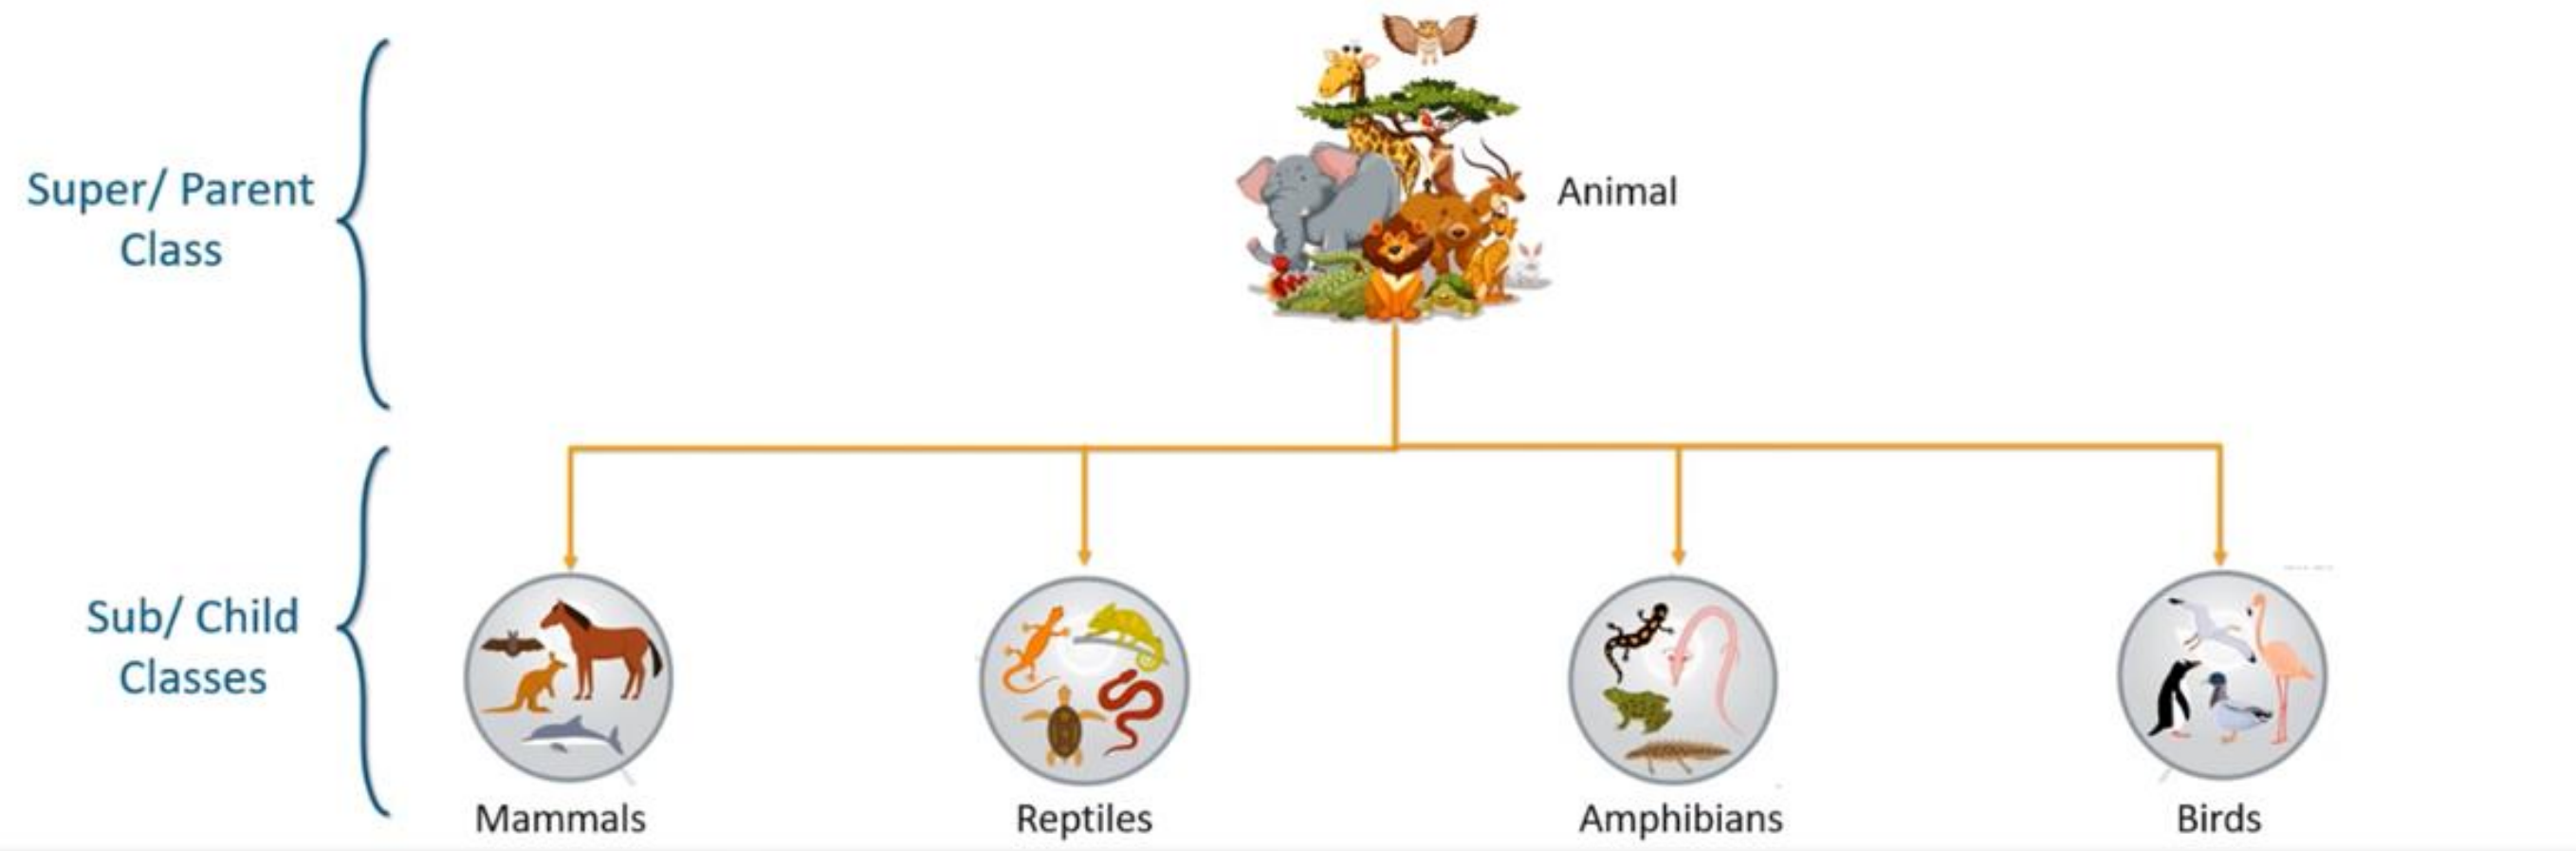 Super/ Parent
Class
Animal
Sub/ Child
Classes
Mammals
Reptiles
Amphibians
Birds